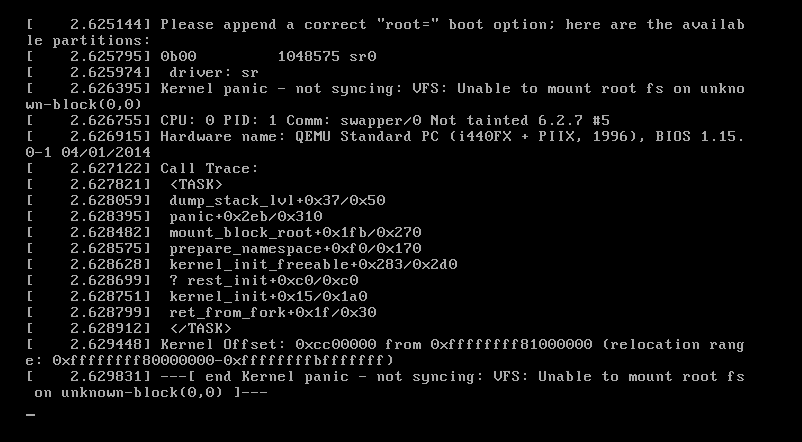 [    2.625144] Please append a correct "root=" boot option; here are the availab
le partitions:
[    2.625795] 0b00         1048575 sr0
[    2.625974]  driver: sr
[    2.626395] Kernel panic - not syncing: VFS: Unable to mount root fs on unkno
wn-block(0,0)
[    2.626755] CPU: 0 PID: 1 Comm: swapper/0 Not tainted 6.2.7 #5
[    2.626915] Hardware name: QEMU Standard PC (i440FX + PIIX, 1996), BIOS 1.15.
0-1 04/01/2014
[    2.627122] Call Trace:
[    2.627821]  <TASK>
[    2.628059]  dump_stack_lvl+0x37/0x50
[    2.628395]  panic+0x2eb/0x310
[    2.628482]  mount_block_root+0x1fb/0x270
[    2.628575]  prepare_namespace+0xf0/0x170
[    2.628628]  kernel_init_freeable+0x283/0x2d0
[    2.628699]  ? rest_init+0xc0/0xc0
[    2.628751]  kernel_init+0x15/0x1a0
[    2.628799]  ret_from_fork+0x1f/0x30
[    2.628912]  </TASK>
[    2.629448] Kernel Offset: 0xcc00000 from 0xffffffff81000000 (relocation rang
e: 0xffffffff80000000-0xffffffffbfffffff)
[    2.629831] ---[ end Kernel panic - not syncing: VFS: Unable to mount root fs
 on unknown-block(0,0) ]---
_